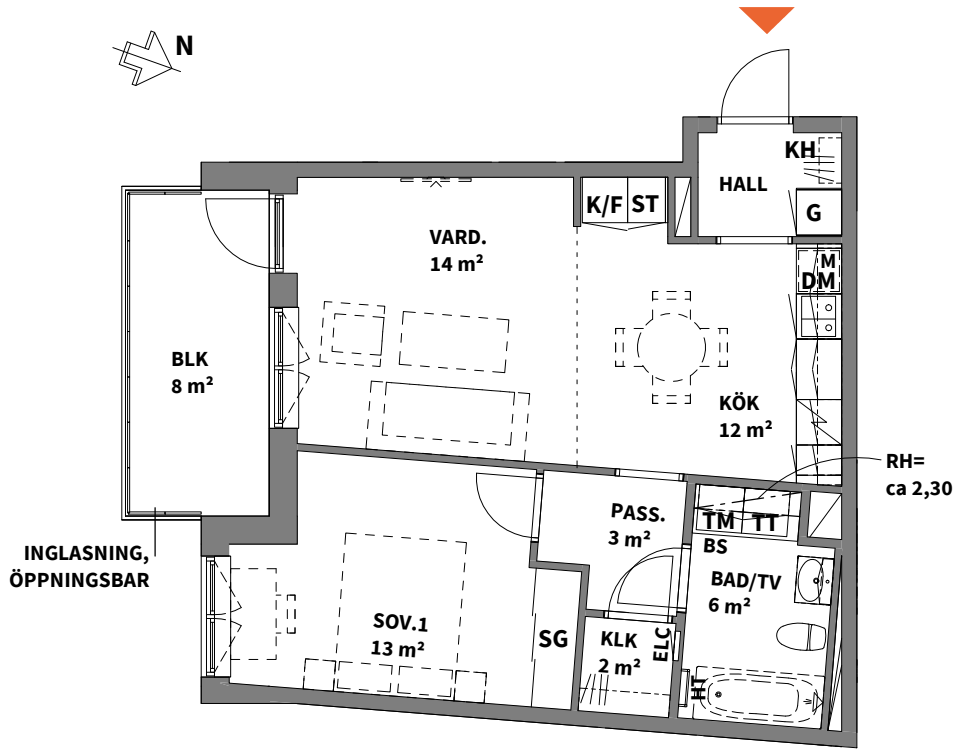 N
KH
HALL
G
K/F ST
VARD.
14 m²
M
DM
BLK
8 m²
KÖK
12 m²
RH=
ca 2,30
INGLASNING,
ÖPPNINGSBAR
PASS.
3 m²
TM TT
BS
BAD/TV
6 m²
SOV.1
13 m²
SG
KLK
2 m²
ELC
HT